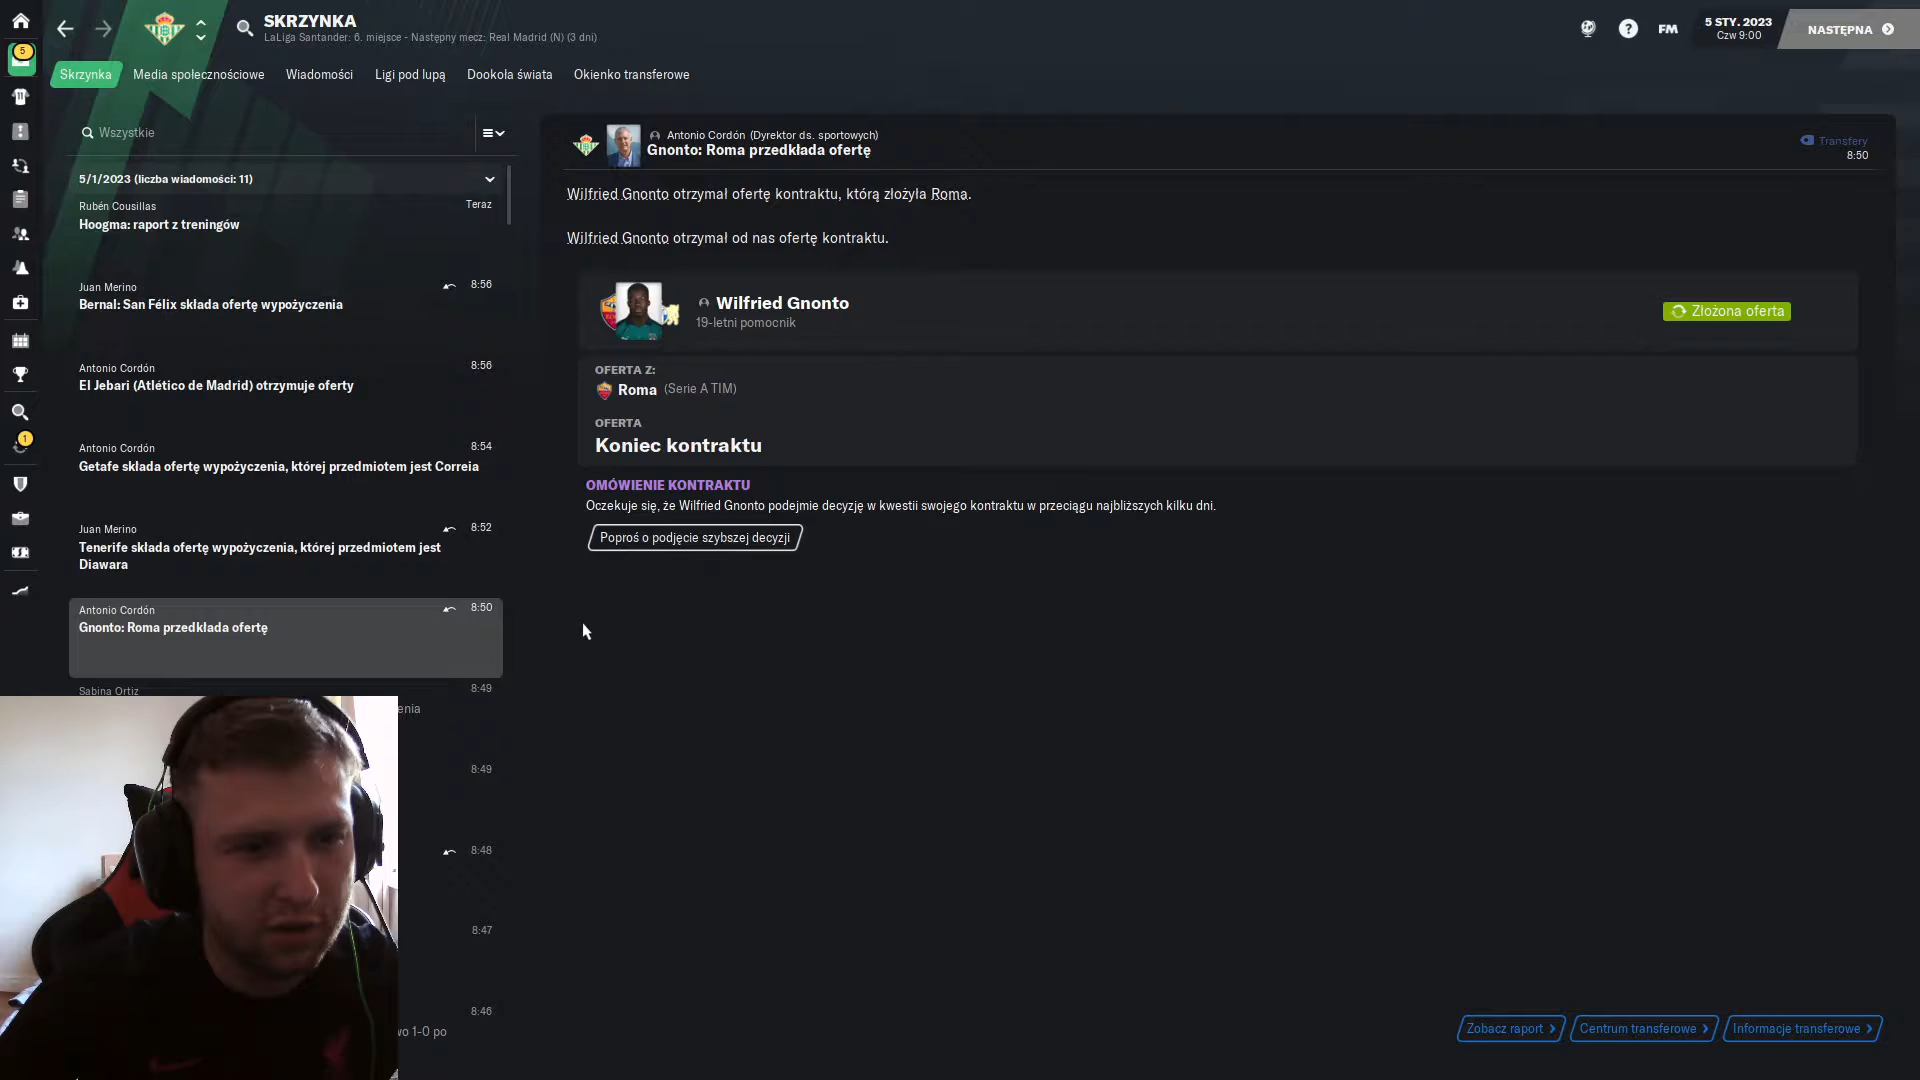 SKRZYNKA
LaLiga Santander: 6. miejsce - Następny mecz: Real Madrid (N) (3 dni)
FM
5 STY. 2023
Czw 9:00
NASTĘPNA
5
Skrzynka
Media społecznościowe
Wiadomości
Ligi pod lupą
Dookoła świata
Okienko transferowe
Wszystkie
5/1/2023 (liczba wiadomości: 11)
Rubén Cousillas
Teraz
Hoogma: raport z treningów
Juan Merino
8:56
Bernal: San Félix składa ofertę wypożyczenia
Antonio Cordón
8:56
El Jebari (Atlético de Madrid) otrzymuje oferty
1
Antonio Cordón
8:54
Getafe składa ofertę wypożyczenia, której przedmiotem jest Correia
Juan Merino
8:52
Tenerife składa ofertę wypożyczenia, której przedmiotem jest
Diawara
Antonio Cordón
8:50
Gnonto: Roma przedkłada ofertę
Sabina Ortiz
8:49
enia
8:49
8:48
8:47
8:46
wo 1-0 po
Antonio Cordón (Dyrektor ds. sportowych)
Gnonto: Roma przedkłada ofertę
Transfery
8:50
Wilfried Gnonto otrzymał ofertę kontraktu, którą złożyła Roma.
Wilfried Gnonto otrzymał od nas ofertę kontraktu.
Wilfried Gnonto
19-letni pomocnik
Złożona oferta
OFERTA Z:
Roma (Serie A TIM)
OFERTA
Koniec kontraktu
OMÓWIENIE KONTRAKTU
Oczekuje się, że Wilfried Gnonto podejmie decyzję w kwestii swojego kontraktu w przeciągu najbliższych kilku dni.
Poproś o podjęcie szybszej decyzji
Zobacz raport
Centrum transferowe
Informacje transferowe